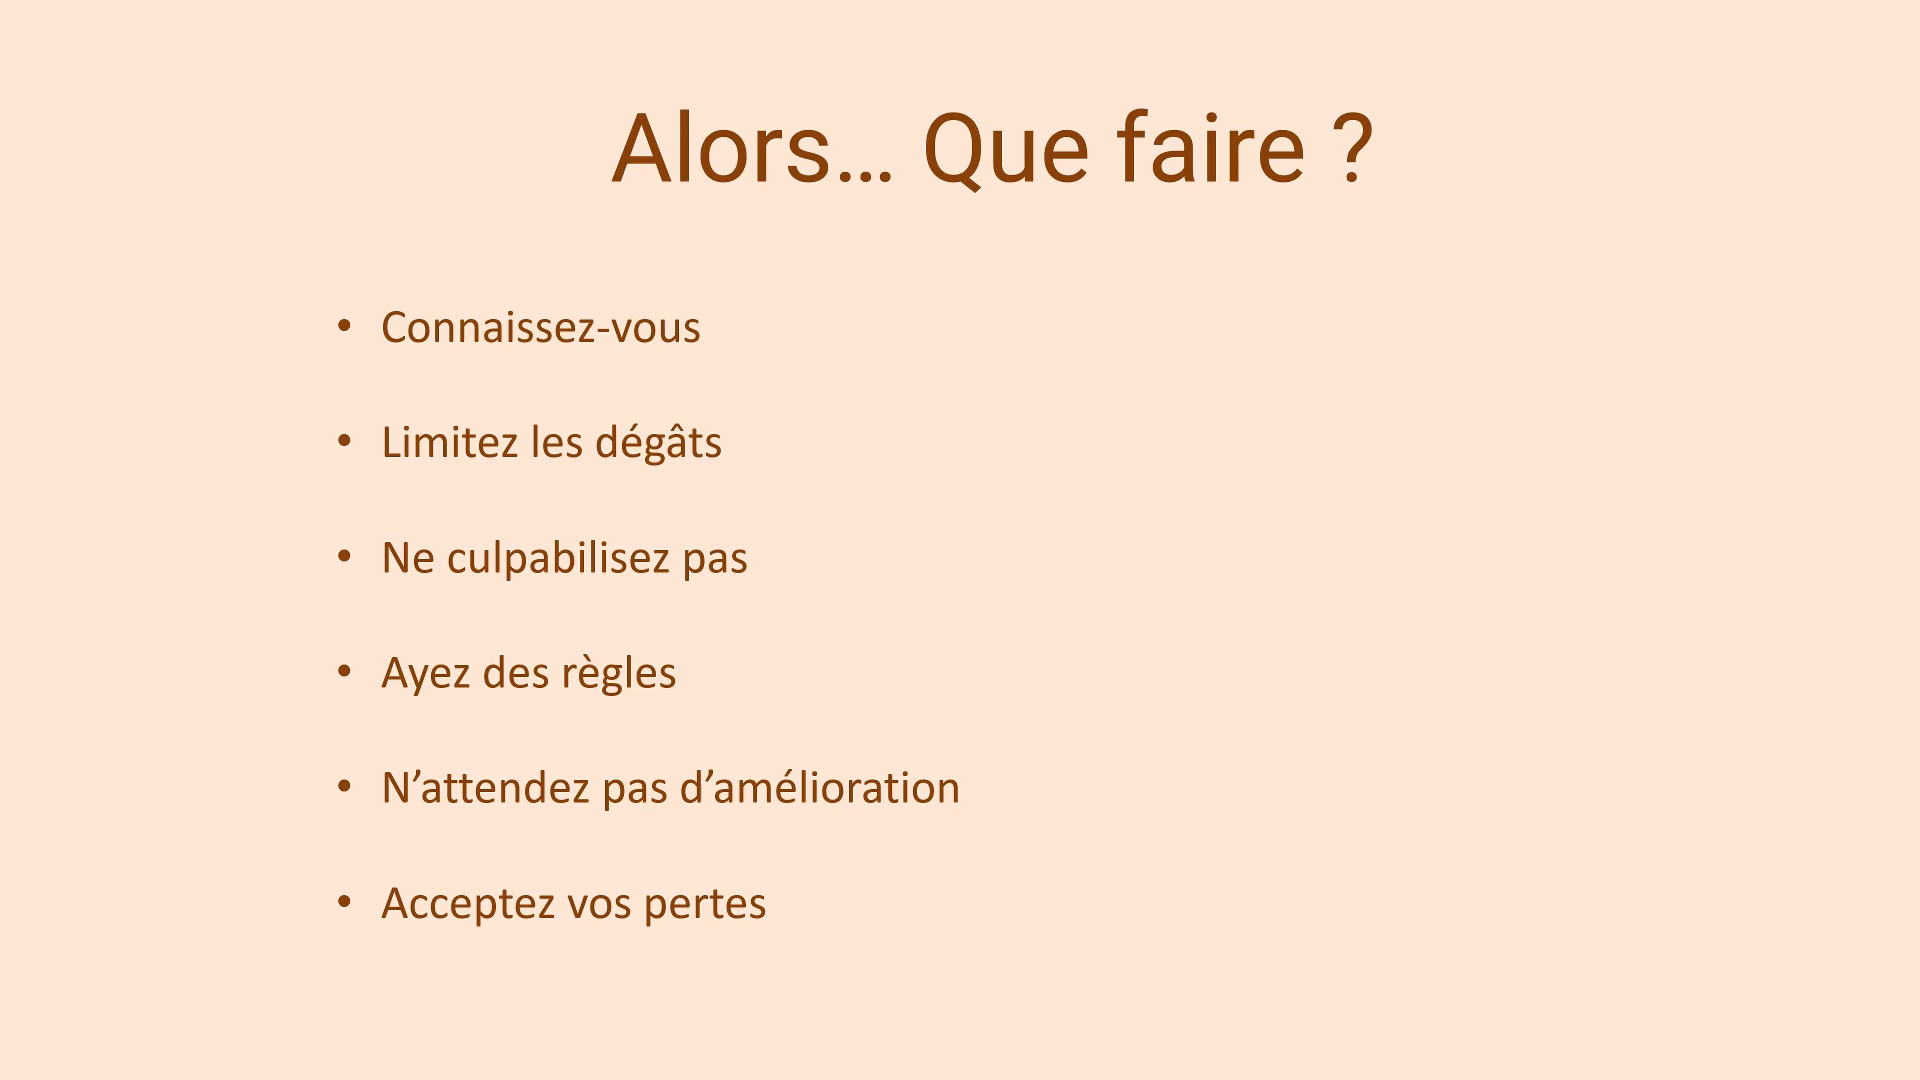 Alors… Que faire ?
• Connaissez-vous
• Limitez les dégâts
• Ne culpabilisez pas
• Ayez des règles
• N’attendez pas d’amélioration
• Acceptez vos pertes